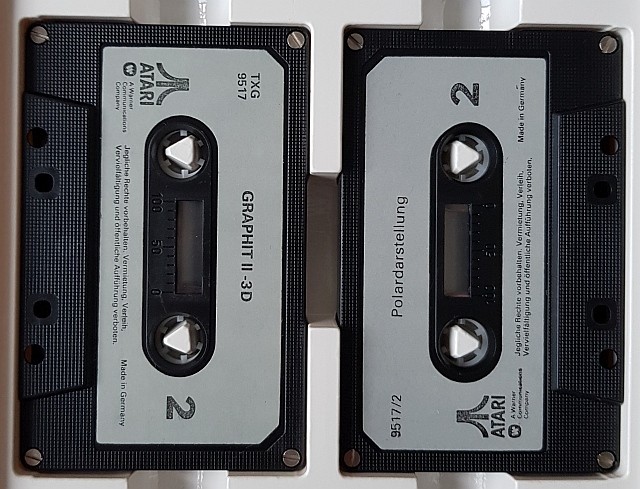 TXG
9517
GRAPHIT II -3D
ATARI
A Warner
Communications
Company
100 50 0
2
Jegliche Rechte vorbehalten. Vermietung, Verleih,
Vervielfältigung und öffentliche Aufführung verboten.
Made in Germany
9517/2
Polardarstellung
2
ATARI
A Warner
Communications
Company
Jegliche Rechte vorbehalten. Vermietung, Verleih,
Vervielfältigung und öffentliche Aufführung verboten.
Made in Germany